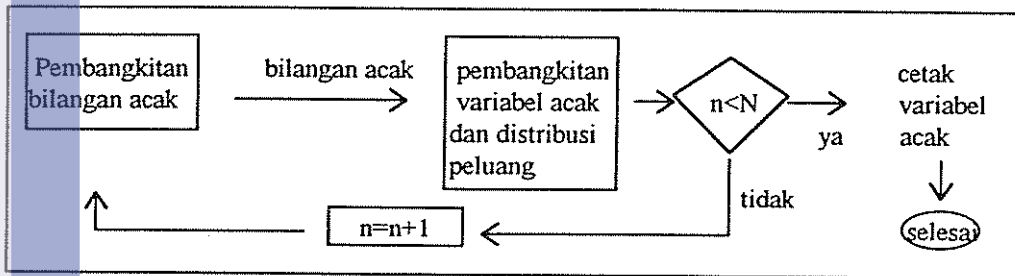 Pembangkitan
bilangan acak
bilangan acak
pembangkitan
variabel acak
dan distribusi
peluang
n<N
ya
tidak
cetak
variabel
acak
selesai
n=n+1